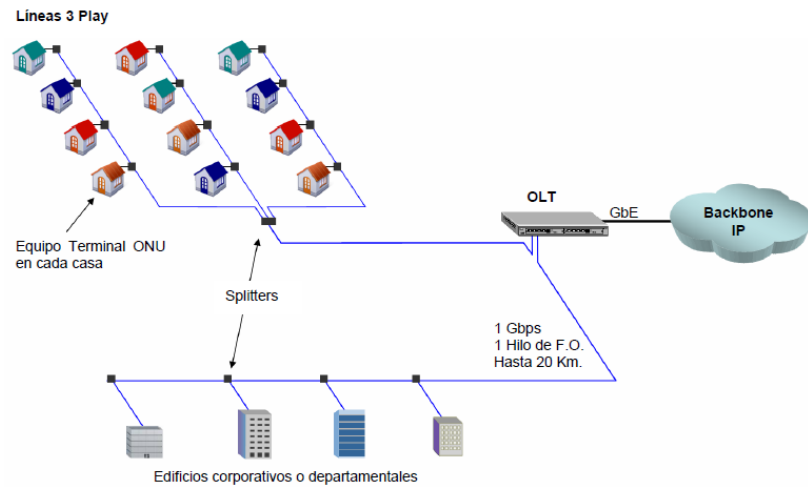 Líneas 3 Play
OLT
GbE
Backbone
IP
Equipo Terminal ONU
en cada casa
Splitters
1 Gbps
1 Hilo de F.O.
Hasta 20 Km.
Edificios corporativos o departamentales